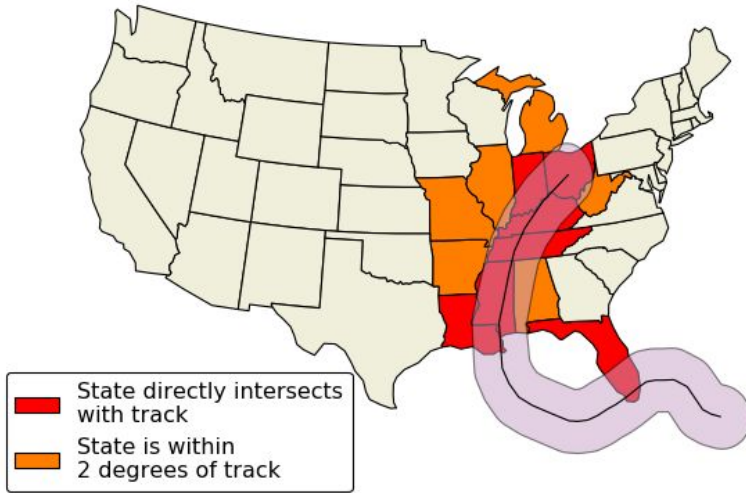 State directly intersects
with track
State is within
2 degrees of track